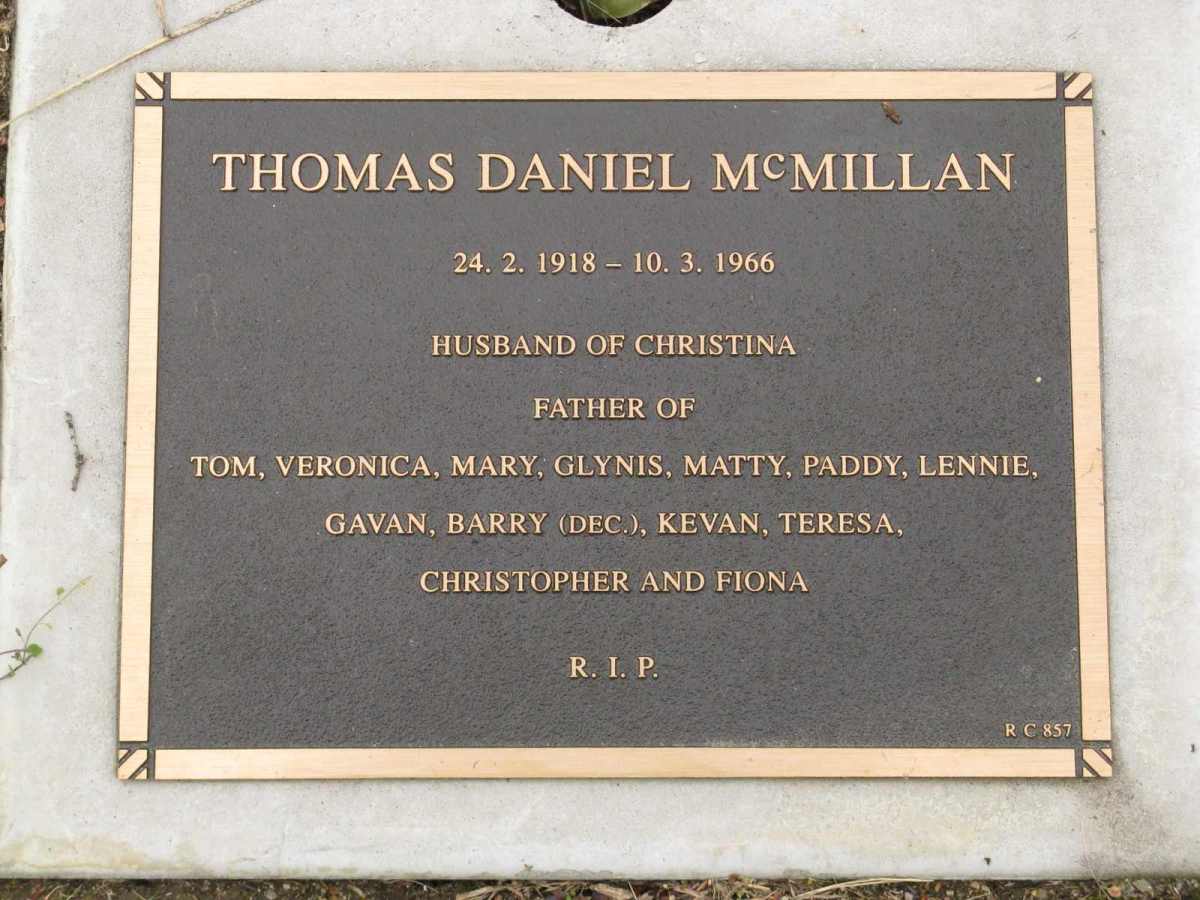 THOMAS DANIEL McMILLAN
24. 2. 1918 – 10. 3. 1966
HUSBAND OF CHRISTINA
FATHER OF
TOM, VERONICA, MARY, GLYNIS, MATTY, PADDY, LENNIE,
GAVAN, BARRY (DEC.), KEVAN, TERESA,
CHRISTOPHER AND FIONA
R. I. P.
R C 857